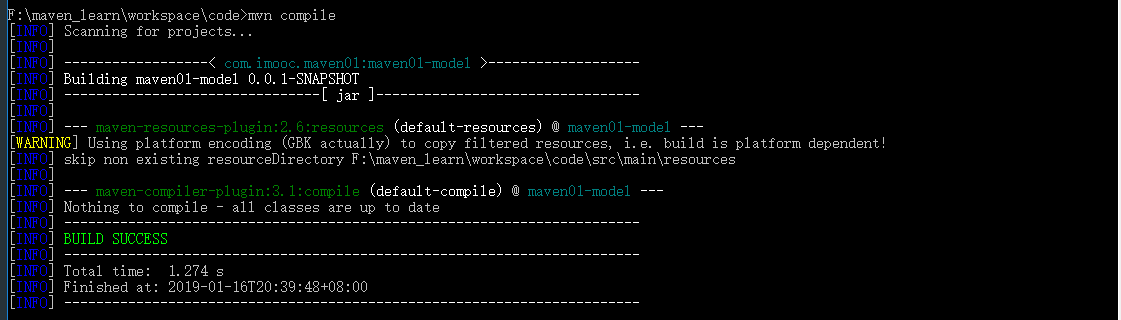 F:\maven_learn\workspace\code>mvn compile
[INFO] Scanning for projects...
[INFO]
[INFO] ------------------< com.imooc.maven01:maven01-model >-------------------
[INFO] Building maven01-model 0.0.1-SNAPSHOT
[INFO] --------------------------------[ jar ]---------------------------------
[INFO]
[INFO] --- maven-resources-plugin:2.6:resources (default-resources) @ maven01-model ---
[WARNING] Using platform encoding (GBK actually) to copy filtered resources, i.e. build is platform dependent!
[INFO] skip non existing resourceDirectory F:\maven_learn\workspace\code\src\main\resources
[INFO]
[INFO] --- maven-compiler-plugin:3.1:compile (default-compile) @ maven01-model ---
[INFO] Nothing to compile - all classes are up to date
[INFO] ------------------------------------------------------------------------
[INFO] BUILD SUCCESS
[INFO] ------------------------------------------------------------------------
[INFO] Total time:  1.274 s
[INFO] Finished at: 2019-01-16T20:39:48+08:00
[INFO] ------------------------------------------------------------------------